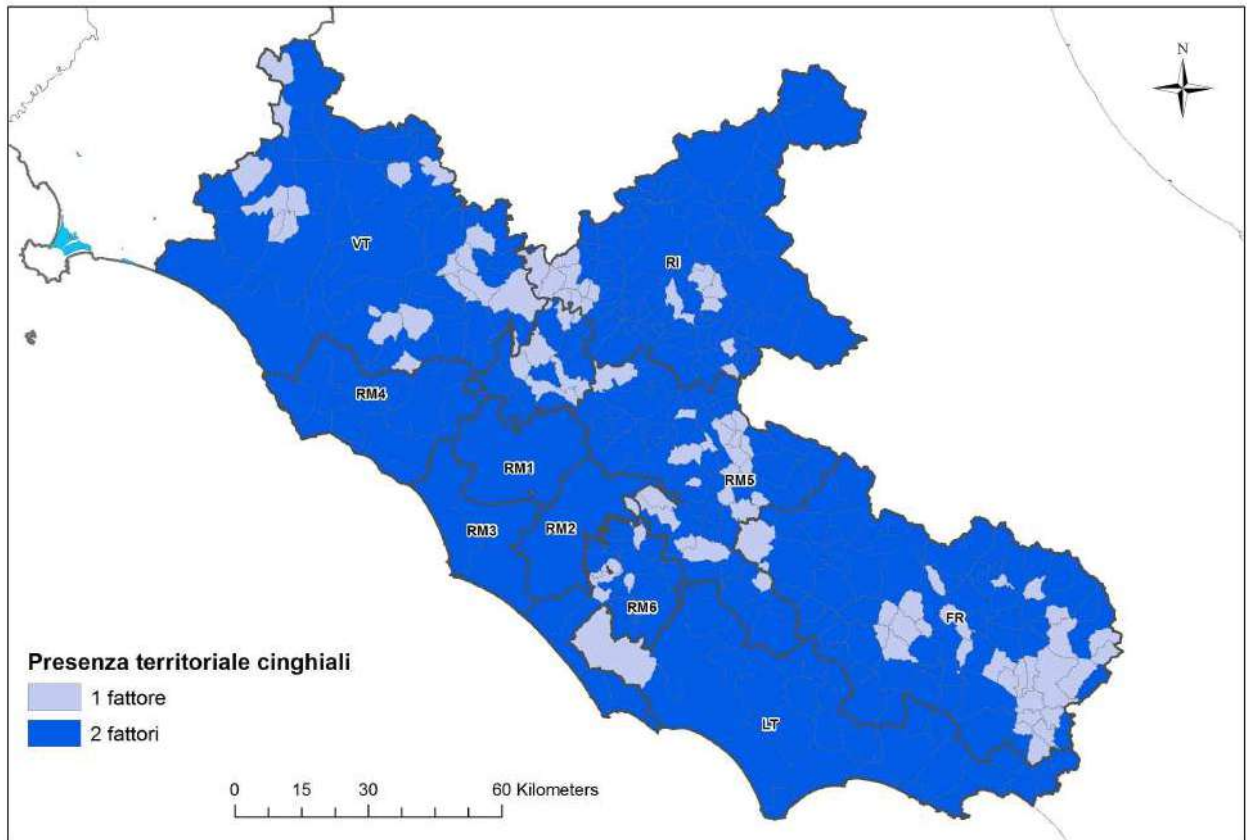 N
VT
RI
RM4
RM1
RM5
RM3
RM2
RM6
FR
LT
Presenza territoriale cinghiali
1 fattore
2 fattori
0 15 30 60 Kilometers